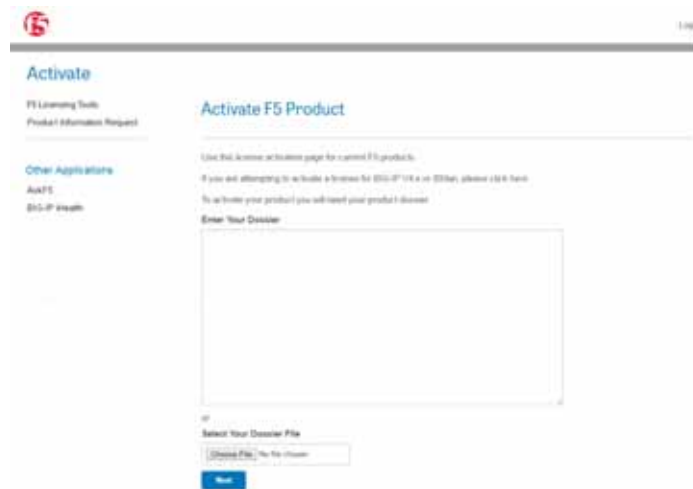 f5
Log
Activate
F5 Licensing Tools
Product Information Request
Activate F5 Product
Use this license activation page for current F5 products.
If you are attempting to activate a license for BIG-IP V4.x or please click here
To activate your product you will need your product dossier
Other Applications
AskF5
BIG-IP iHealth
Enter Your Dossier
or
Select Your Dossier File
Choose File No file chosen
Next